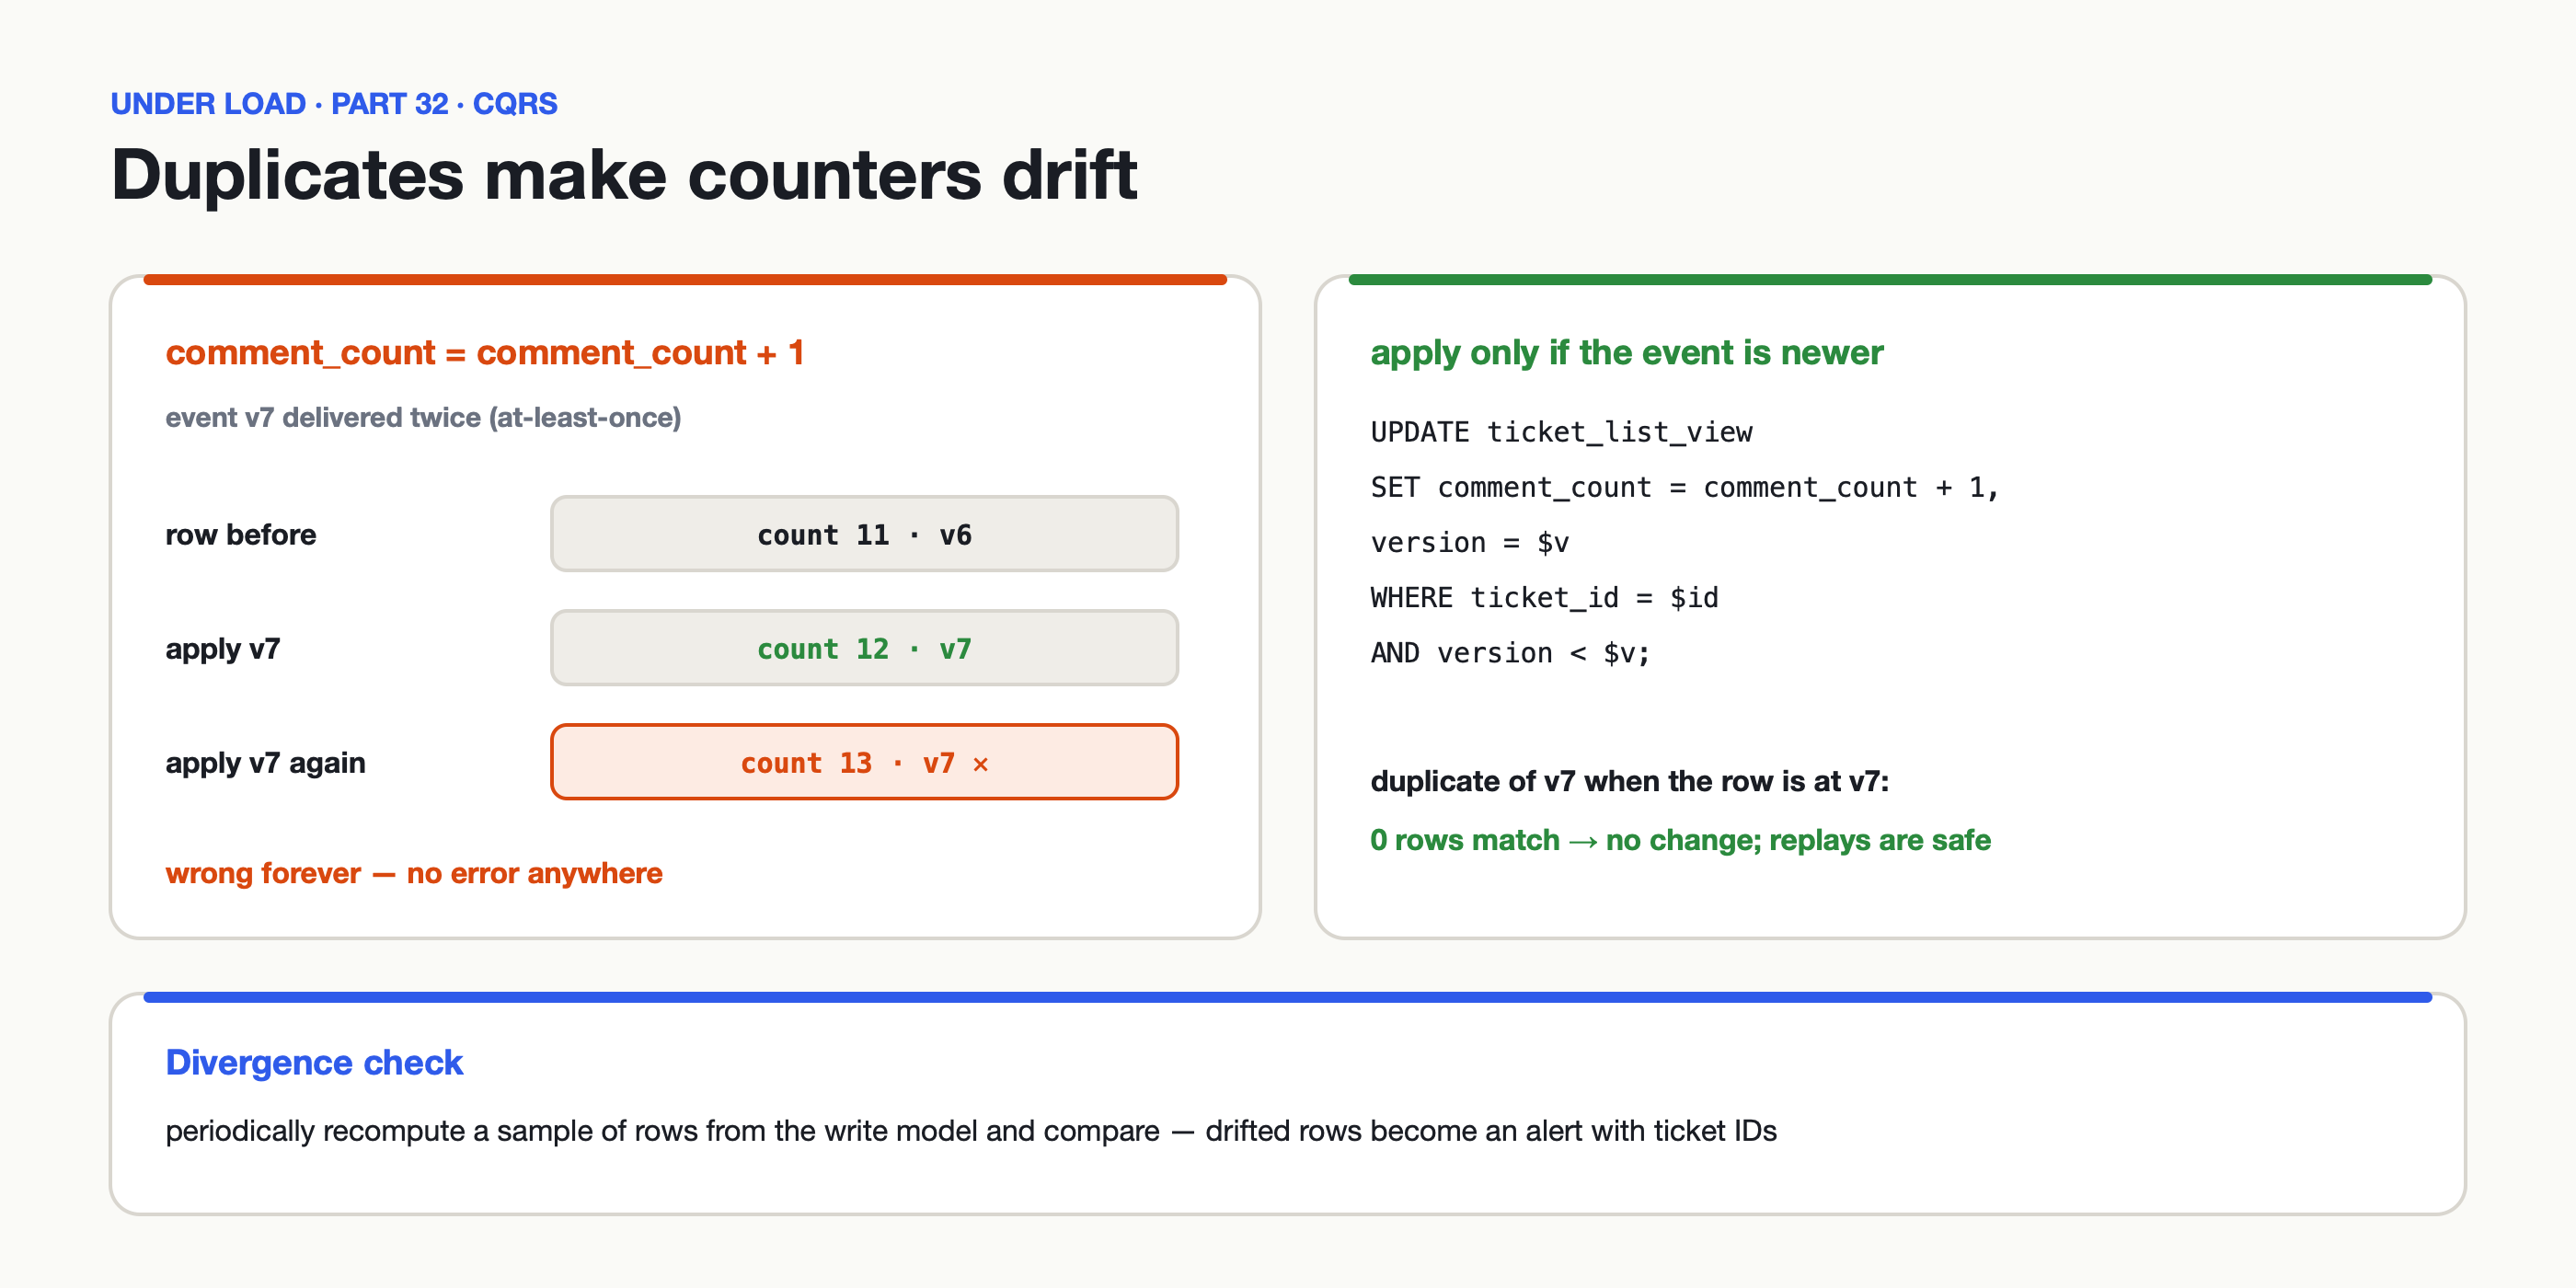 UNDER LOAD · PART 32 · CQRS
Duplicates make counters drift
comment_count = comment_count + 1
event v7 delivered twice (at-least-once)
row before
count 11 · v6
apply v7
count 12 · v7
apply v7 again
count 13 · v7 ×
wrong forever — no error anywhere
apply only if the event is newer
UPDATE ticket_list_view
SET comment_count = comment_count + 1,
version = $v
WHERE ticket_id = $id
AND version < $v;
duplicate of v7 when the row is at v7:
0 rows match → no change; replays are safe
Divergence check
periodically recompute a sample of rows from the write model and compare — drifted rows become an alert with ticket IDs